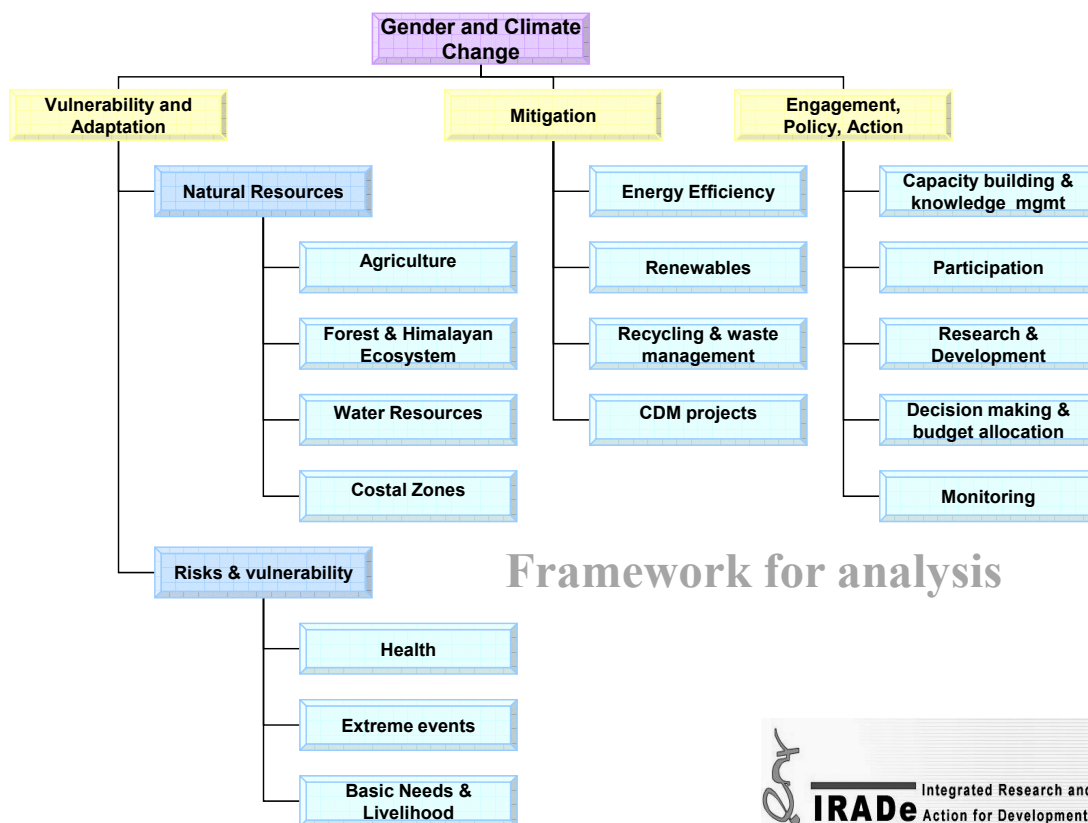 Gender and Climate
Change
Vulnerability and
Adaptation
Mitigation
Engagement,
Policy, Action
Natural Resources
Agriculture
Forest & Himalayan
Ecosystem
Water Resources
Costal Zones
Risks & vulnerability
Health
Extreme events
Basic Needs &
Livelihood
Energy Efficiency
Renewables
Recycling & waste
management
CDM projects
Capacity building &
knowledge mgmt
Participation
Research &
Development
Decision making &
budget allocation
Monitoring
Framework for analysis
IRADe
Integrated Research and
Action for Development